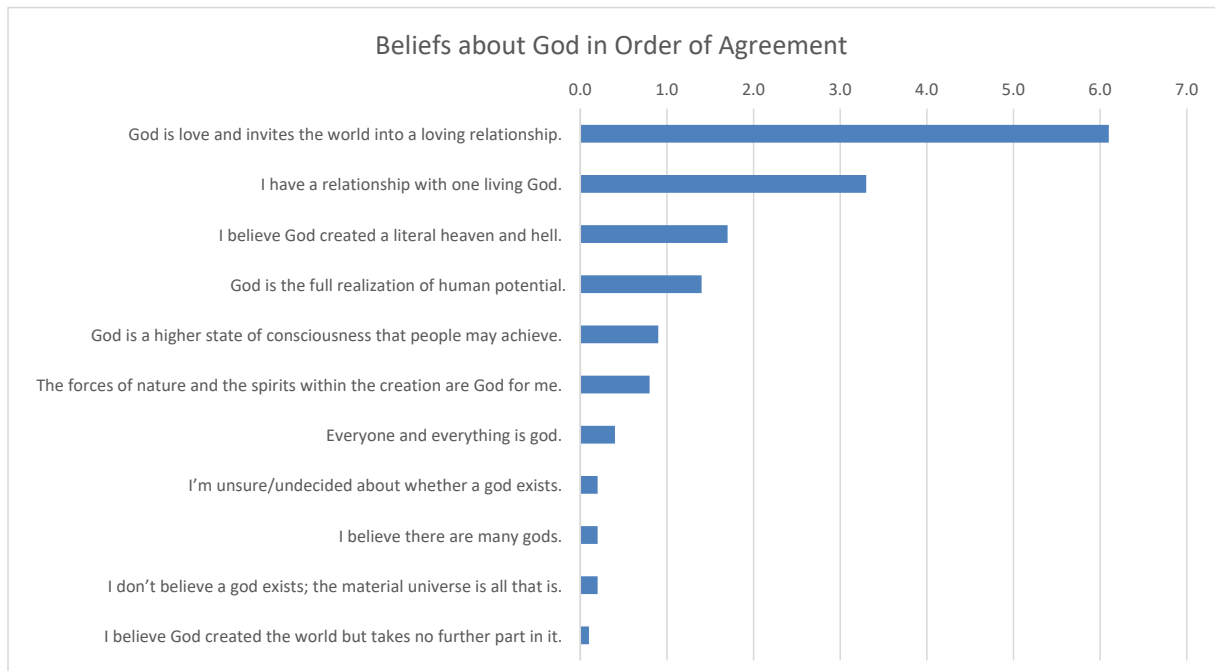 Beliefs about God in Order of Agreement
0.0 1.0 2.0 3.0 4.0 5.0 6.0 7.0
God is love and invites the world into a loving relationship.
I have a relationship with one living God.
I believe God created a literal heaven and hell.
God is the full realization of human potential.
God is a higher state of consciousness that people may achieve.
The forces of nature and the spirits within the creation are God for me.
Everyone and everything is god.
I’m unsure/undecided about whether a god exists.
I believe there are many gods.
I don’t believe a god exists; the material universe is all that is.
I believe God created the world but takes no further part in it.